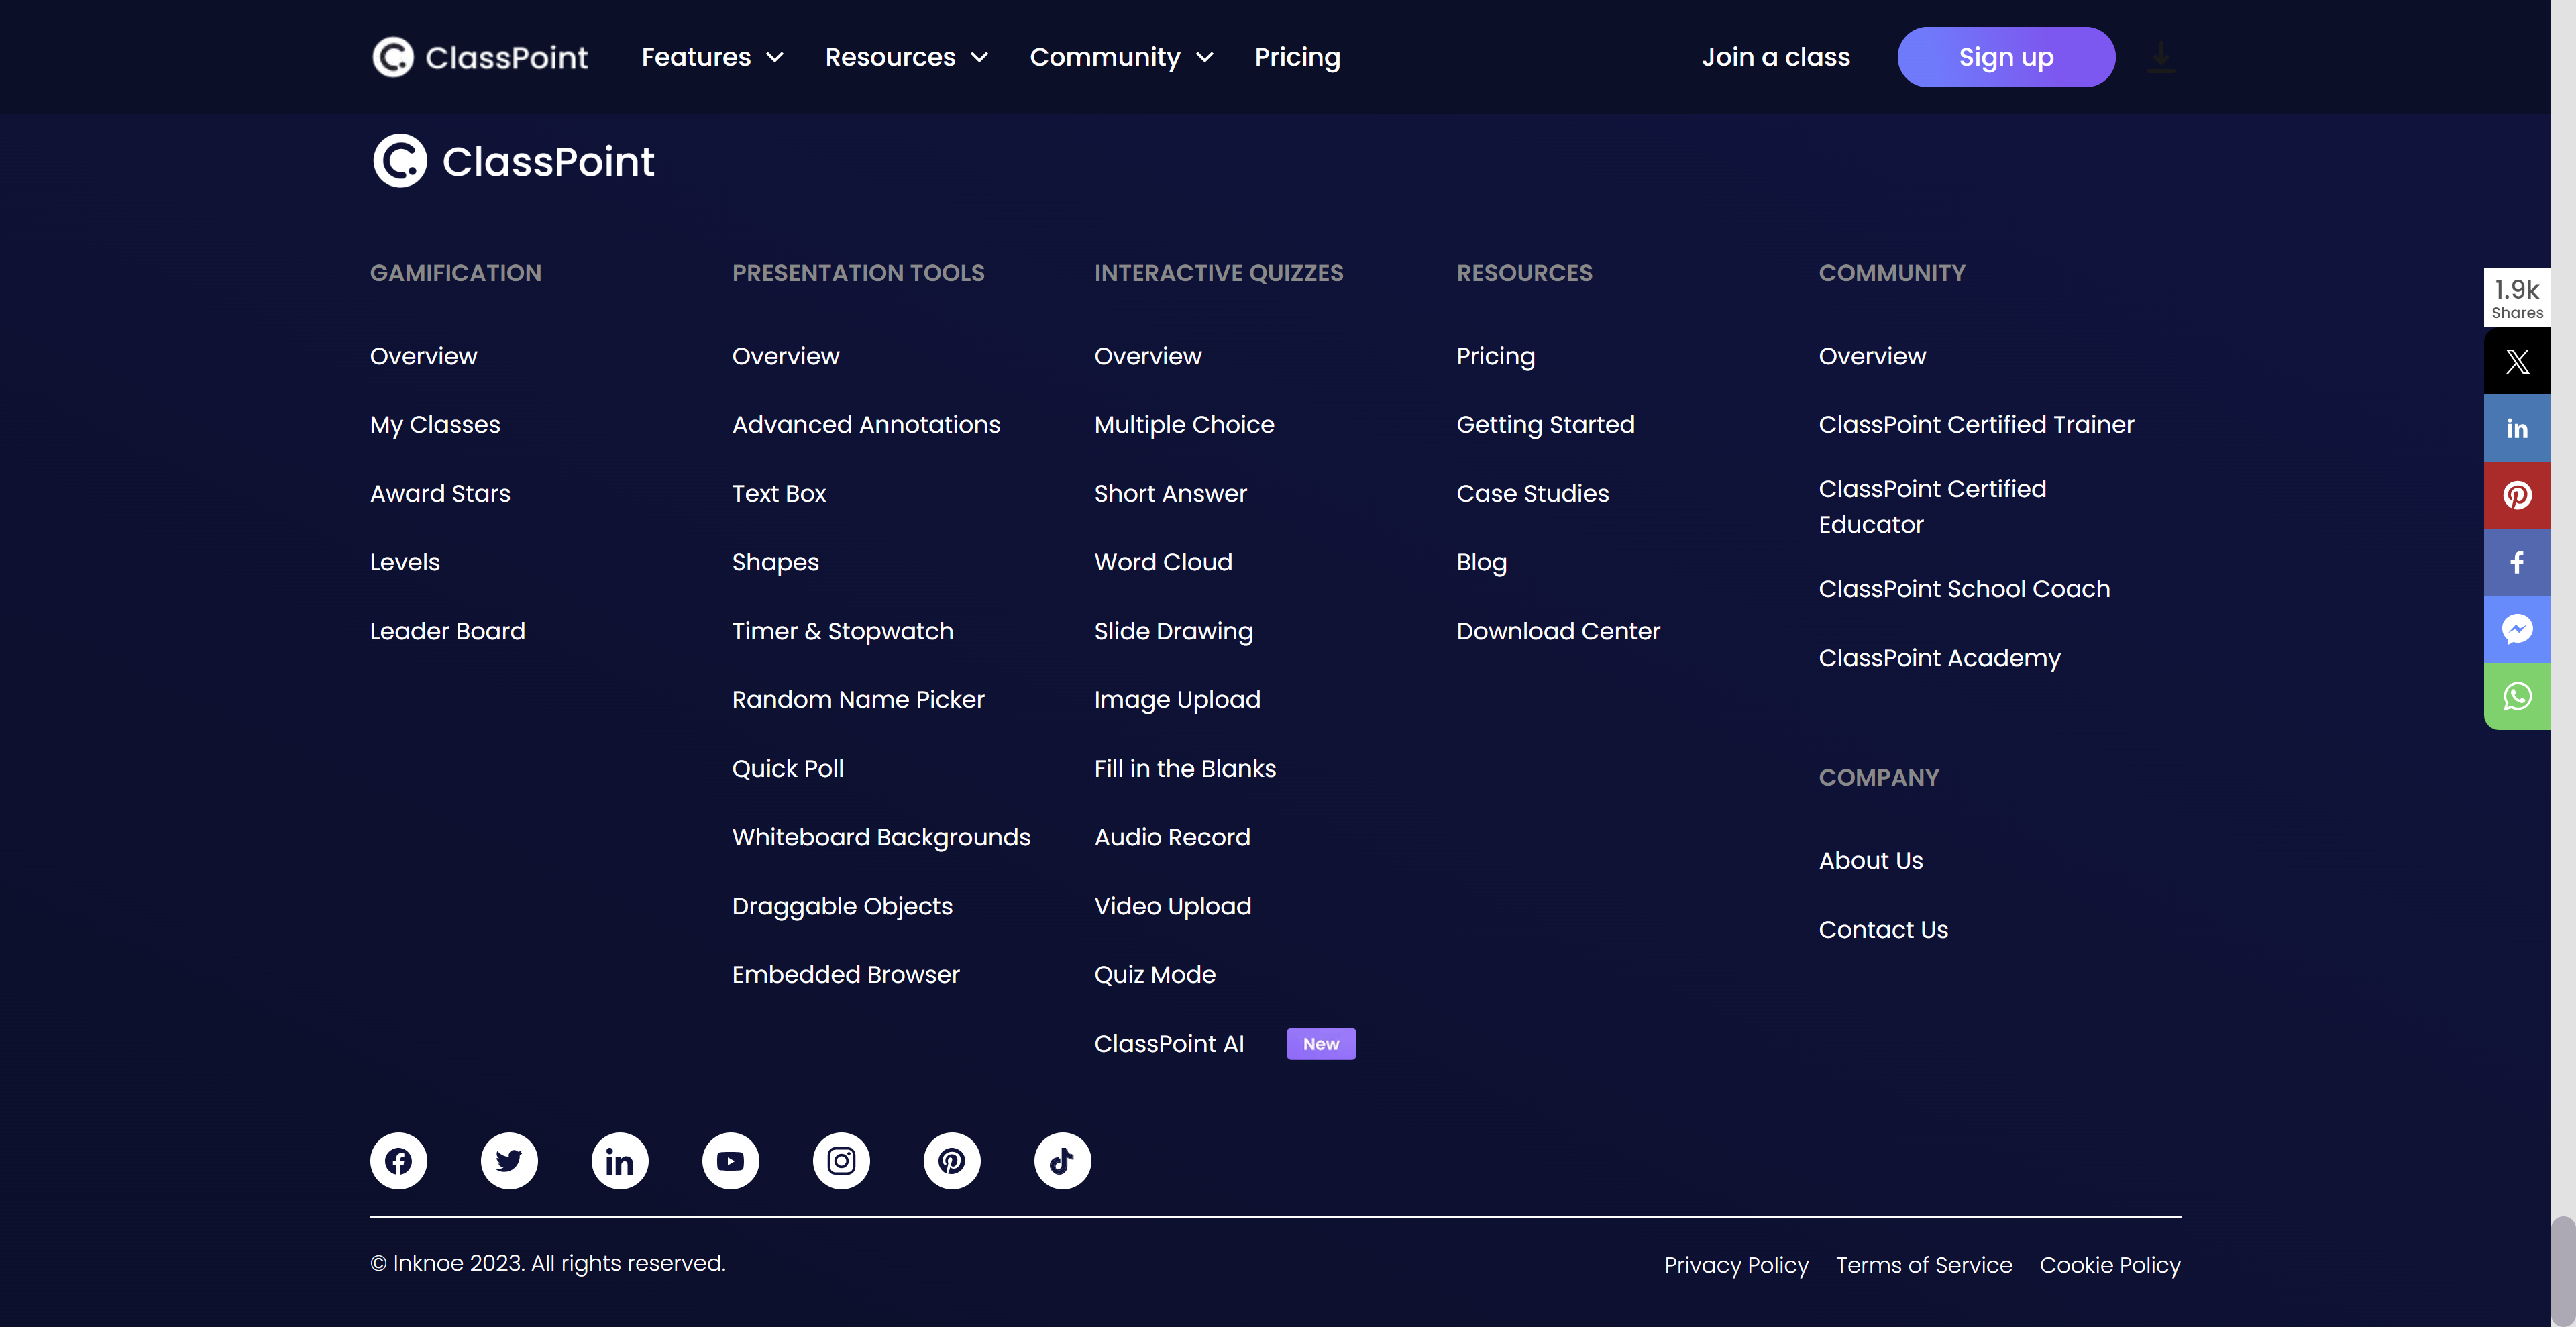 ClassPoint Features Resources Community Pricing Join a class Sign up
ClassPoint
GAMIFICATION
Overview
My Classes
Award Stars
Levels
Leader Board
PRESENTATION TOOLS
Overview
Advanced Annotations
Text Box
Shapes
Timer & Stopwatch
Random Name Picker
Quick Poll
Whiteboard Backgrounds
Draggable Objects
Embedded Browser
INTERACTIVE QUIZZES
Overview
Multiple Choice
Short Answer
Word Cloud
Slide Drawing
Image Upload
Fill in the Blanks
Audio Record
Video Upload
Quiz Mode
ClassPoint AI New
RESOURCES
Pricing
Getting Started
Case Studies
Blog
Download Center
COMMUNITY
Overview
ClassPoint Certified Trainer
ClassPoint Certified
Educator
ClassPoint School Coach
ClassPoint Academy
COMPANY
About Us
Contact Us
1.9k
Shares
© Inknoe 2023. All rights reserved.
Privacy Policy Terms of Service Cookie Policy